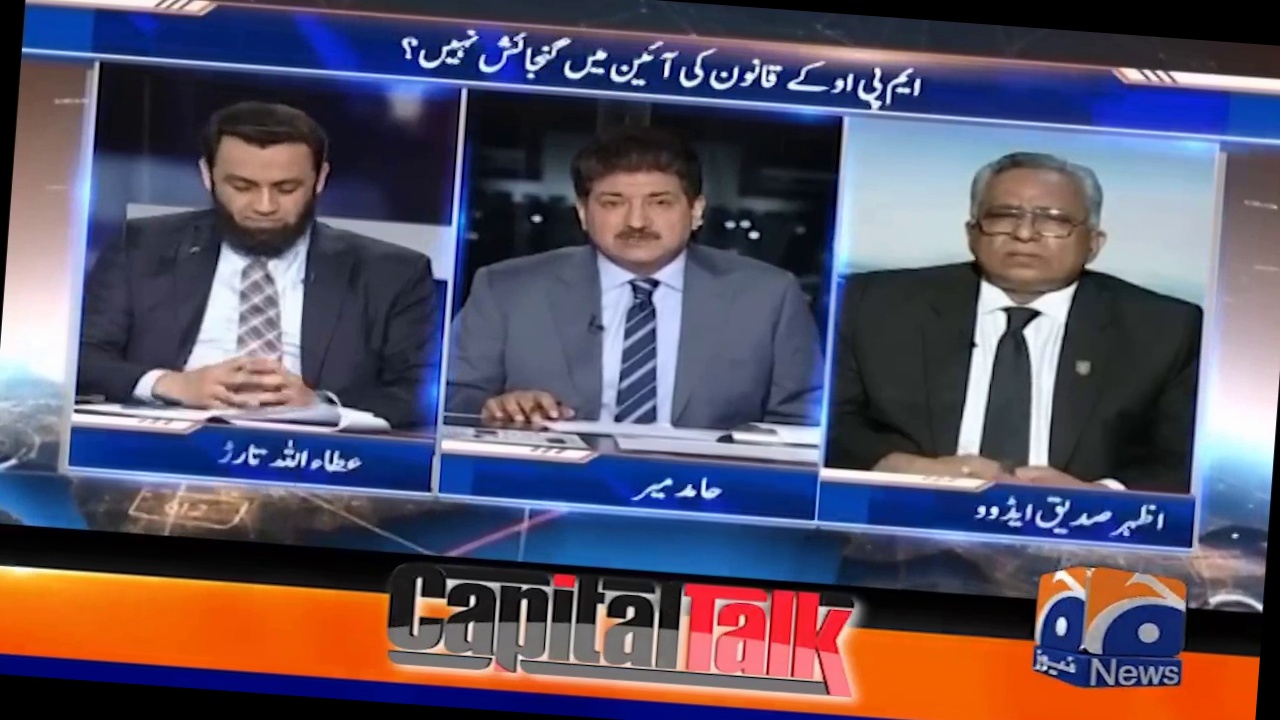 ایم پی او کے قانون کی آئین میں گنجائش نہیں؟
عطاء اللہ تارڑ
حامد میر
اظہر صدیق ایڈوو
Capital Talk
نیوز News